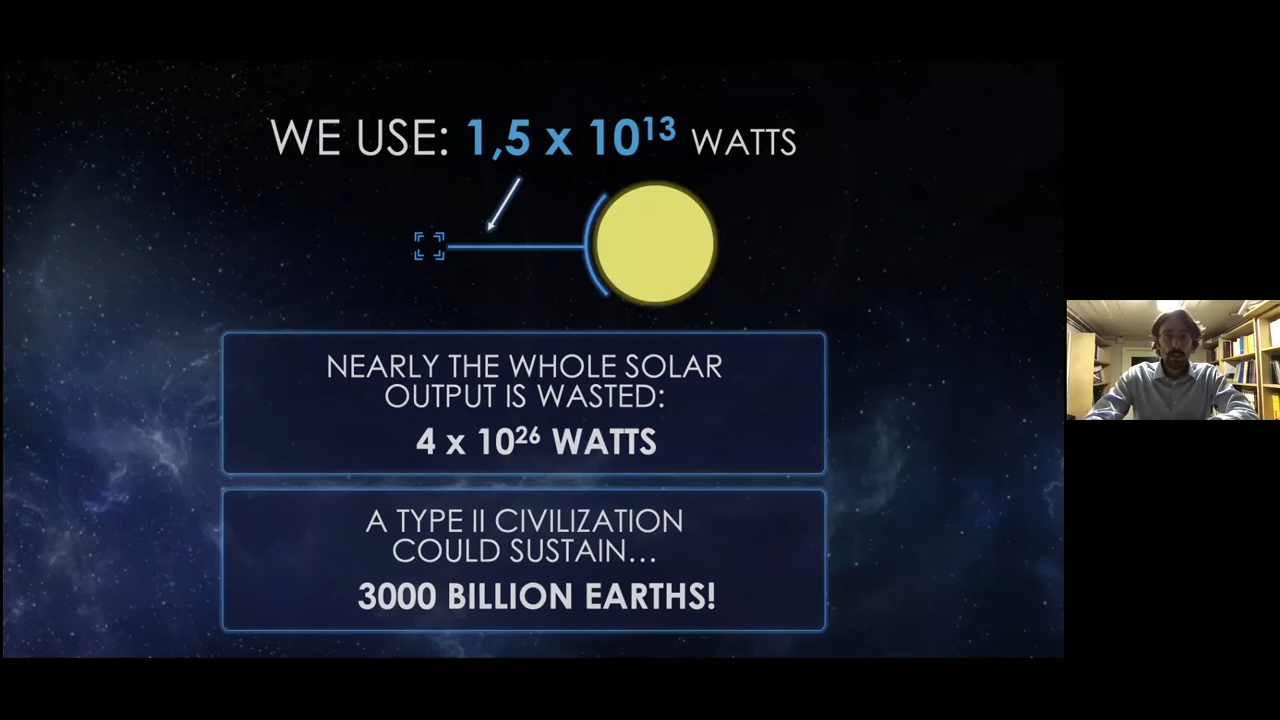 WE USE: 1,5 x 10¹³ WATTS
NEARLY THE WHOLE SOLAR
OUTPUT IS WASTED:
4 x 10²⁶ WATTS
A TYPE II CIVILIZATION
COULD SUSTAIN...
3000 BILLION EARTHS!